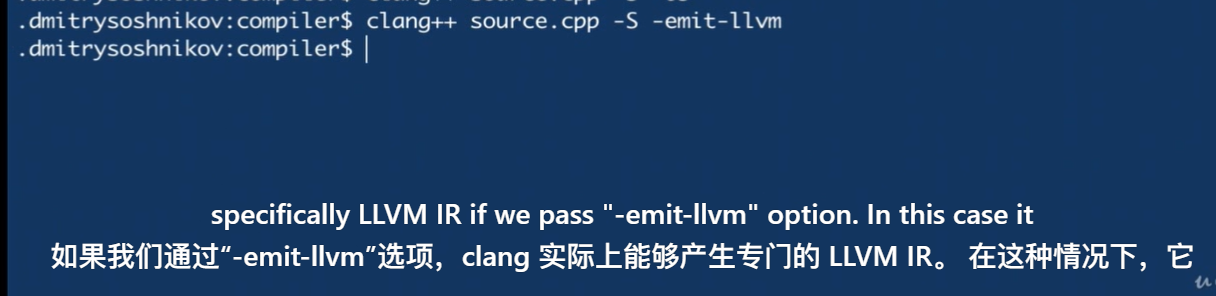 .dmitrysoshnikov:compiler$ clang++ source.cpp -S -emit-llvm
.dmitrysoshnikov:compiler$
specifically LLVM IR if we pass "-emit-llvm" option. In this case it
如果我们通过“-emit-llvm”选项，clang 实际上能够产生专门的 LLVM IR。 在这种情况下，它